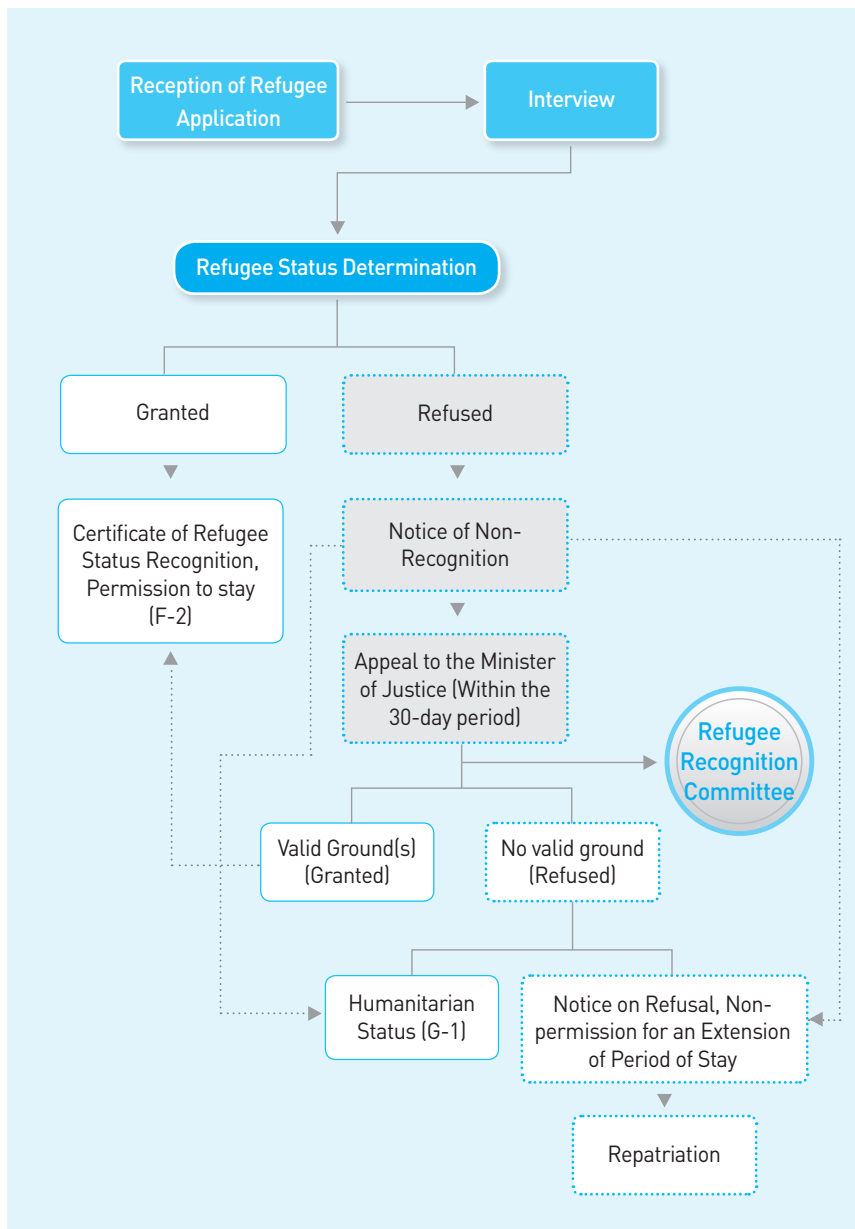 Reception of Refugee
Application
Interview
Refugee Status Determination
Granted
Refused
Certificate of Refugee
Status Recognition,
Permission to stay
(F-2)
Notice of Non-
Recognition
Appeal to the Minister
of Justice (Within the
30-day period)
Refugee
Recognition
Committee
Valid Ground(s)
(Granted)
No valid ground
(Refused)
Humanitarian
Status (G-1)
Notice on Refusal, Non-
permission for an Extension
of Period of Stay
Repatriation